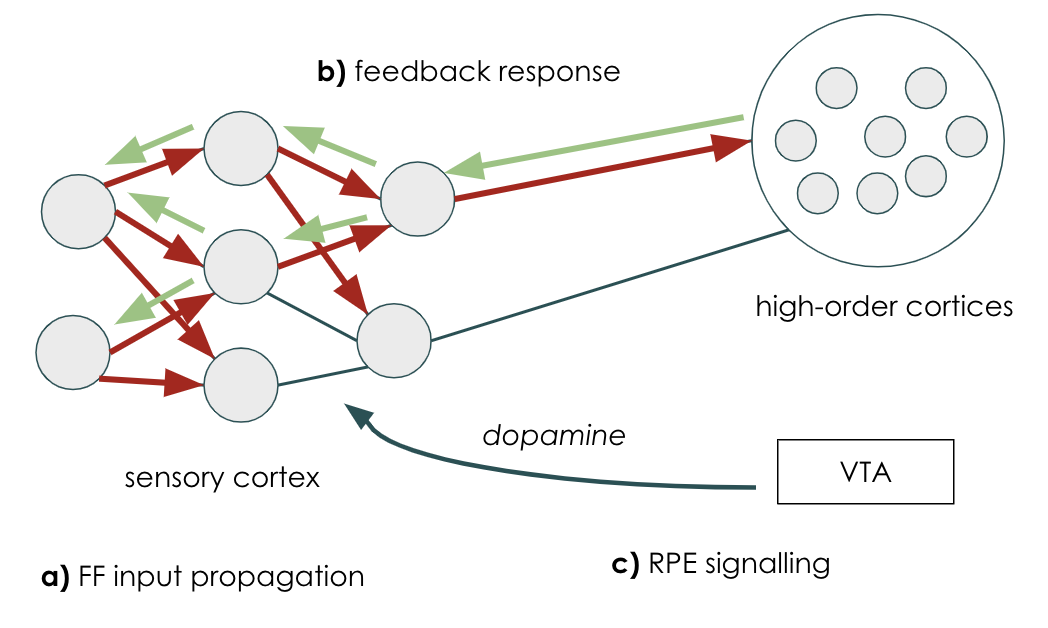 b) feedback response
high-order cortices
dopamine
VTA
sensory cortex
c) RPE signalling
a) FF input propagation